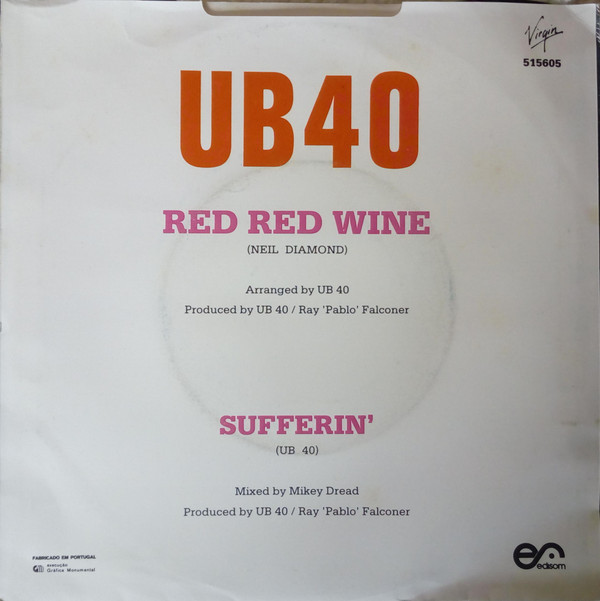 Virgin
515605
UB40
RED RED WINE
(NEIL DIAMOND)
Arranged by UB 40
Produced by UB 40 / Ray 'Pablo' Falconer
SUFFERIN'
(UB 40)
Mixed by Mikey Dread
Produced by UB 40 / Ray 'Pablo' Falconer
FABRICADO EM PORTUGAL
execução
Gráfica Monumental
edisom